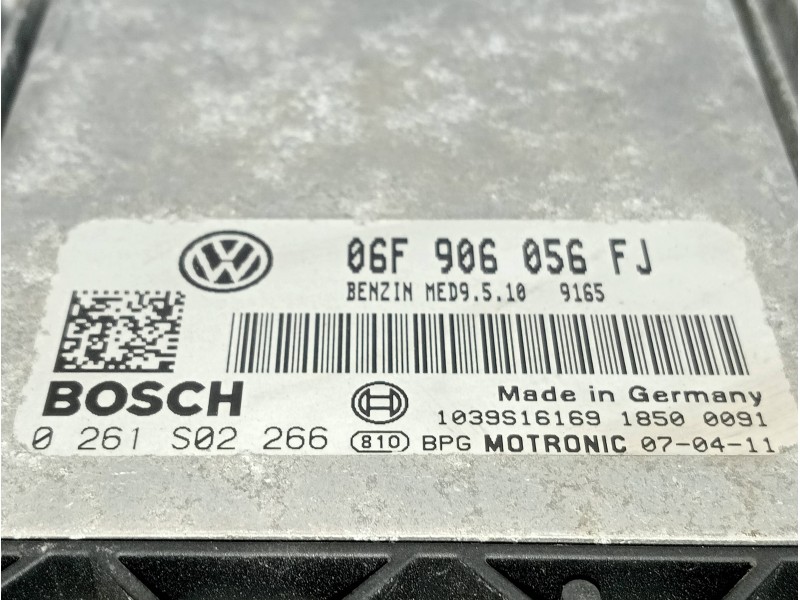 06F 906 056 FJ
BENZIN MED9.5.10 9165
BOSCH
Made in Germany
1039S16169 1850 0091
0 261 S02 266
810 BPG MOTRONIC 07-04-11